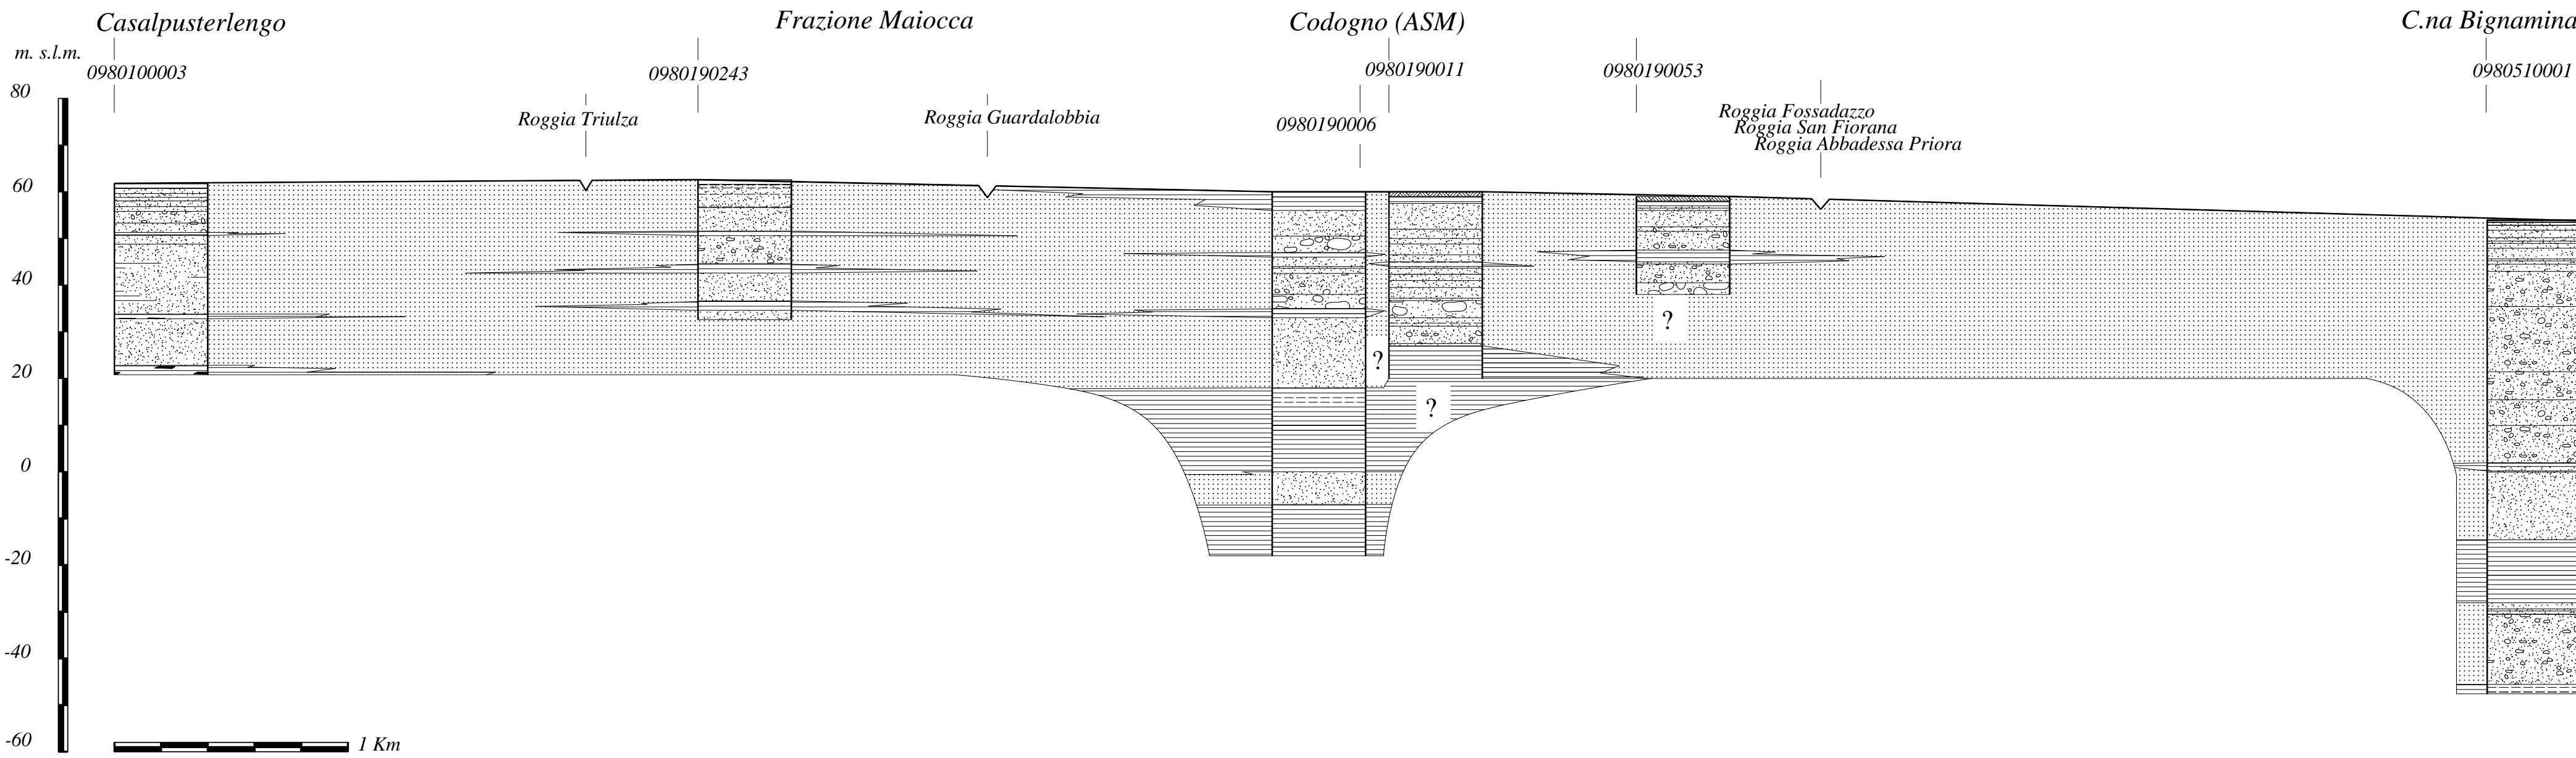 Casalpusterlengo
Frazione Maiocca
Codogno (ASM)
C.na Bignamina
m. s.l.m.
0980100003
0980190243
0980190011
0980190053
0980510001
80
Roggia Triulza
Roggia Guardalobbia
0980190006
Roggia Fossadazzo
Roggia San Fiorana
Roggia Abbadessa Priora
60
40
?
?
20
?
0
-20
-40
-60
1 Km